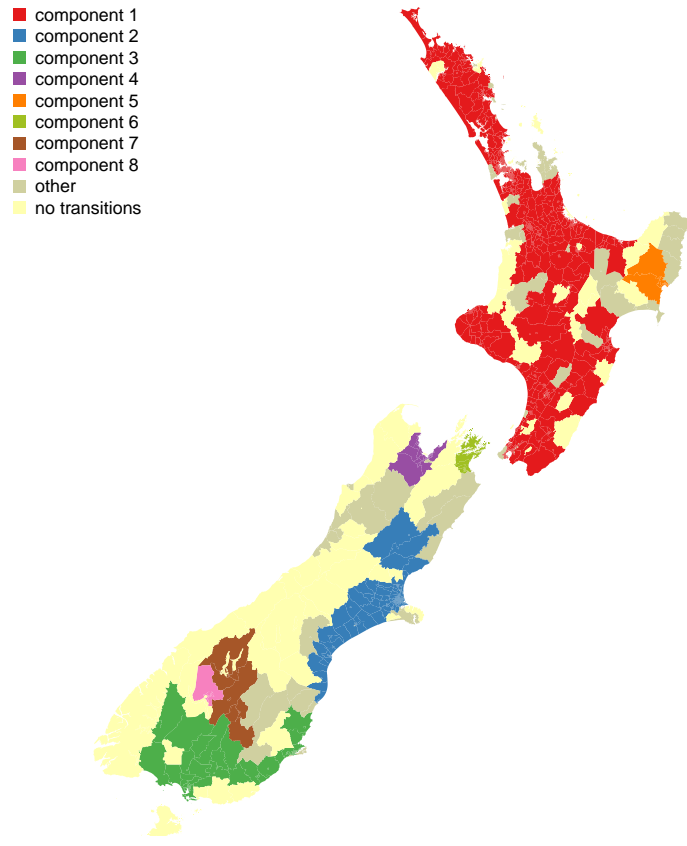 component 1
component 2
component 3
component 4
component 5
component 6
component 7
component 8
other
no transitions